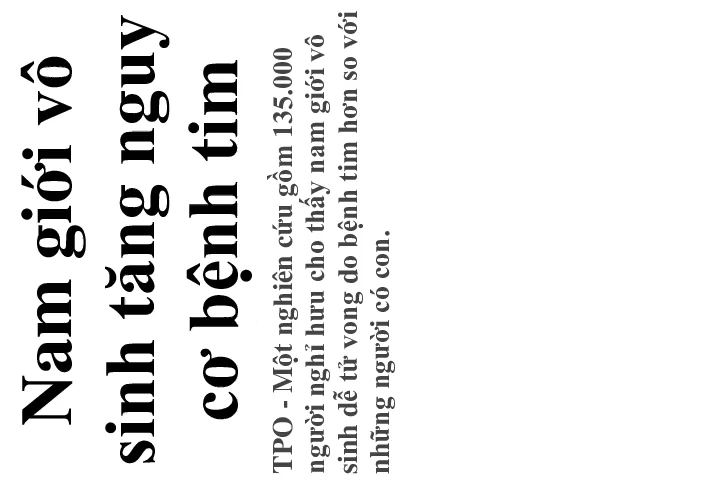 Nam giới vô
sinh tăng nguy
cơ bệnh tim
TPO - Một nghiên cứu gồm 135.000
người nghỉ hưu cho thấy nam giới vô
sinh dễ tử vong do bệnh tim hơn so với
những người có con.